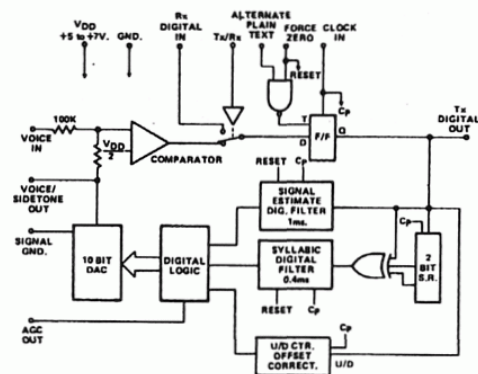 VDD
+5 to +7V.
GND.
Rx
DIGITAL
IN
Tx/Rx
ALTERNATE
PLAIN
TEXT
FORCE
ZERO
CLOCK
IN
RESET
Cp
Tx
DIGITAL
OUT
100K
VOICE
IN
VDD
2
COMPARATOR
T
F/F
Q
D
VOICE/
SIDETONE
OUT
RESET
Cp
SIGNAL
ESTIMATE
DIG. FILTER
1ms.
Cp
SIGNAL
GND.
10 BIT
DAC
DIGITAL
LOGIC
SYLLABIC
DIGITAL
FILTER
0.4ms
2
BIT
S.R.
RESET
Cp
AGC
OUT
Cp
U/D CTR.
OFFSET
CORRECT.
U/D